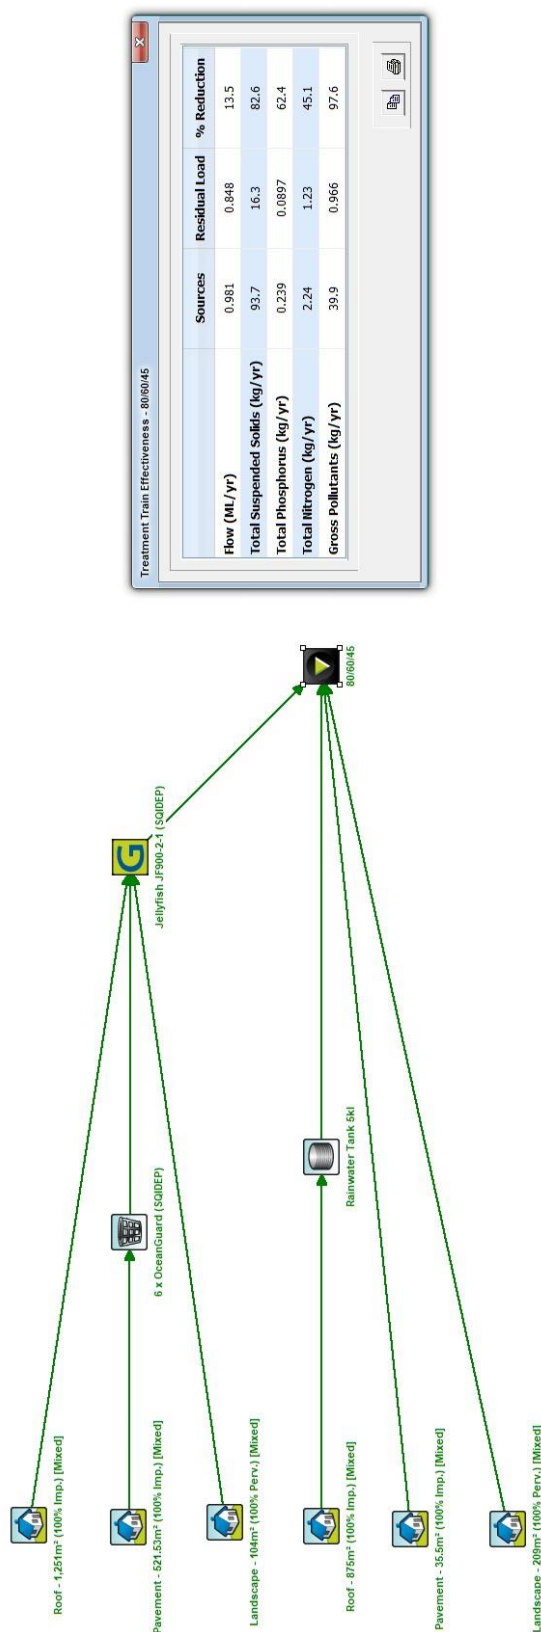 Roof - 1,251m² (100% Imp.) [Mixed]
Pavement - 521.53m² (100% Imp.) [Mixed]
6 x OceanGuard (SQIDEP)
Jellyfish JF900-2-1 (SQIDEP)
Landscape - 104m² (100% Perv.) [Mixed]
Roof - 875m² (100% Imp.) [Mixed]
Rainwater Tank 5kl
80/60/45
Pavement - 35.5m² (100% Imp.) [Mixed]
Landscape - 209m² (100% Perv.) [Mixed]
Treatment Train Effectiveness - 80/60/45
Sources Residual Load % Reduction
Flow (ML/yr) 0.981 0.848 13.5
Total Suspended Solids (kg/yr) 93.7 16.3 82.6
Total Phosphorus (kg/yr) 0.239 0.0897 62.4
Total Nitrogen (kg/yr) 2.24 1.23 45.1
Gross Pollutants (kg/yr) 39.9 0.966 97.6